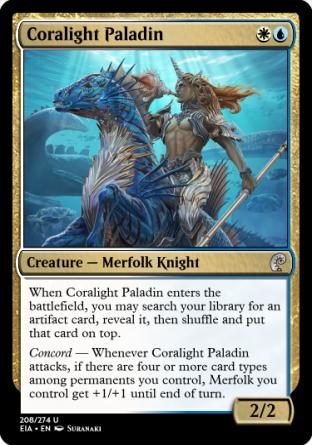 Coralight Paladin
Creature — Merfolk Knight
When Coralight Paladin enters the
battlefield, you may search your library for an
artifact card, reveal it, then shuffle and put
that card on top.
Concord — Whenever Coralight Paladin
attacks, if there are four or more card types
among permanents you control, Merfolk you
control get +1/+1 until end of turn.
2/2
208/274 U
EIA • EN Suranaki